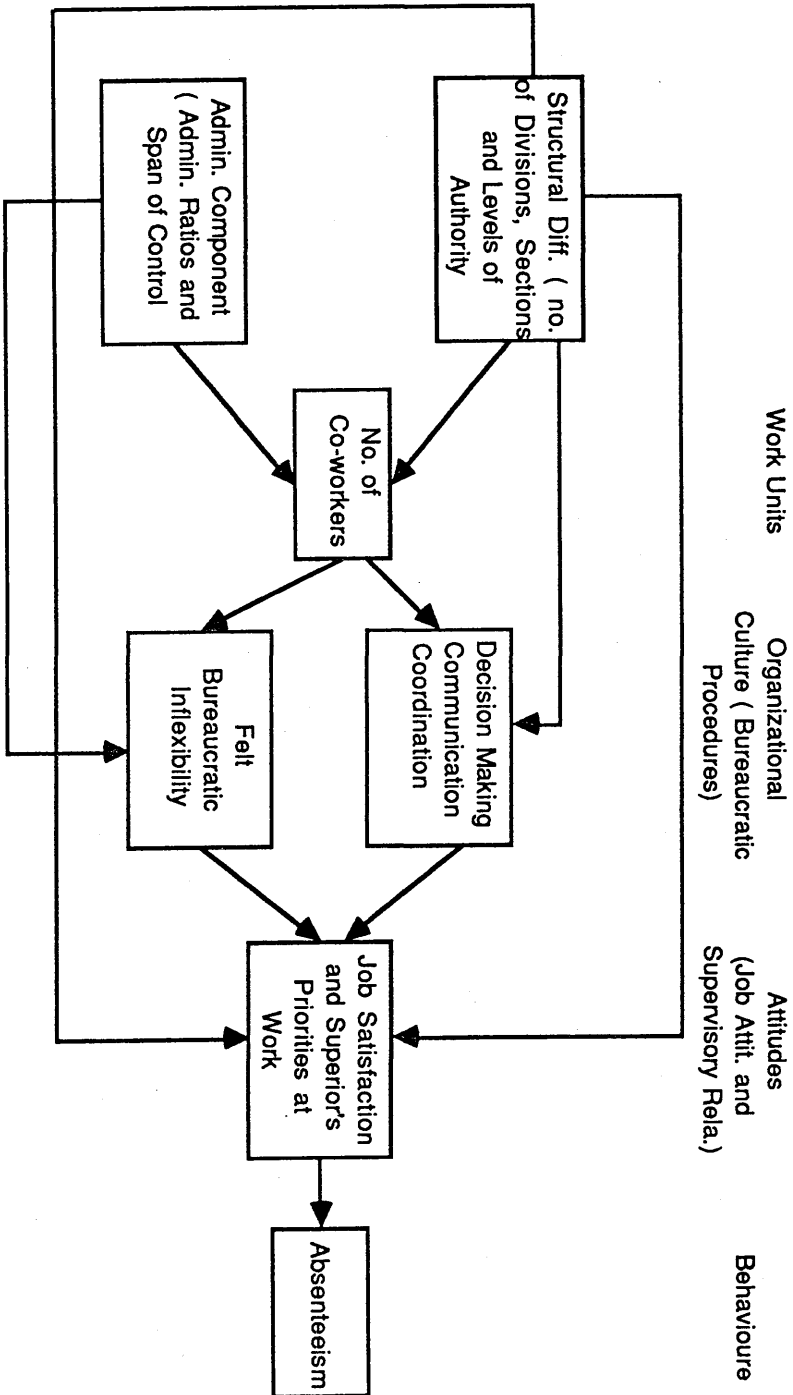 Work Units
Organizational
Culture ( Bureaucratic
Procedures)
Attitudes
(Job Attit. and
Supervisory Rela.)
Behavioure
Structural Diff. ( no.
of Divisions, Sections
and Levels of
Authority
Admin. Component
( Admin. Ratios and
Span of Control
No. of
Co-workers
Decision Making
Communication
Coordination
Felt
Bureaucratic
Inflexibility
Job Satisfaction
and Superior's
Priorities at
Work
Absenteeism